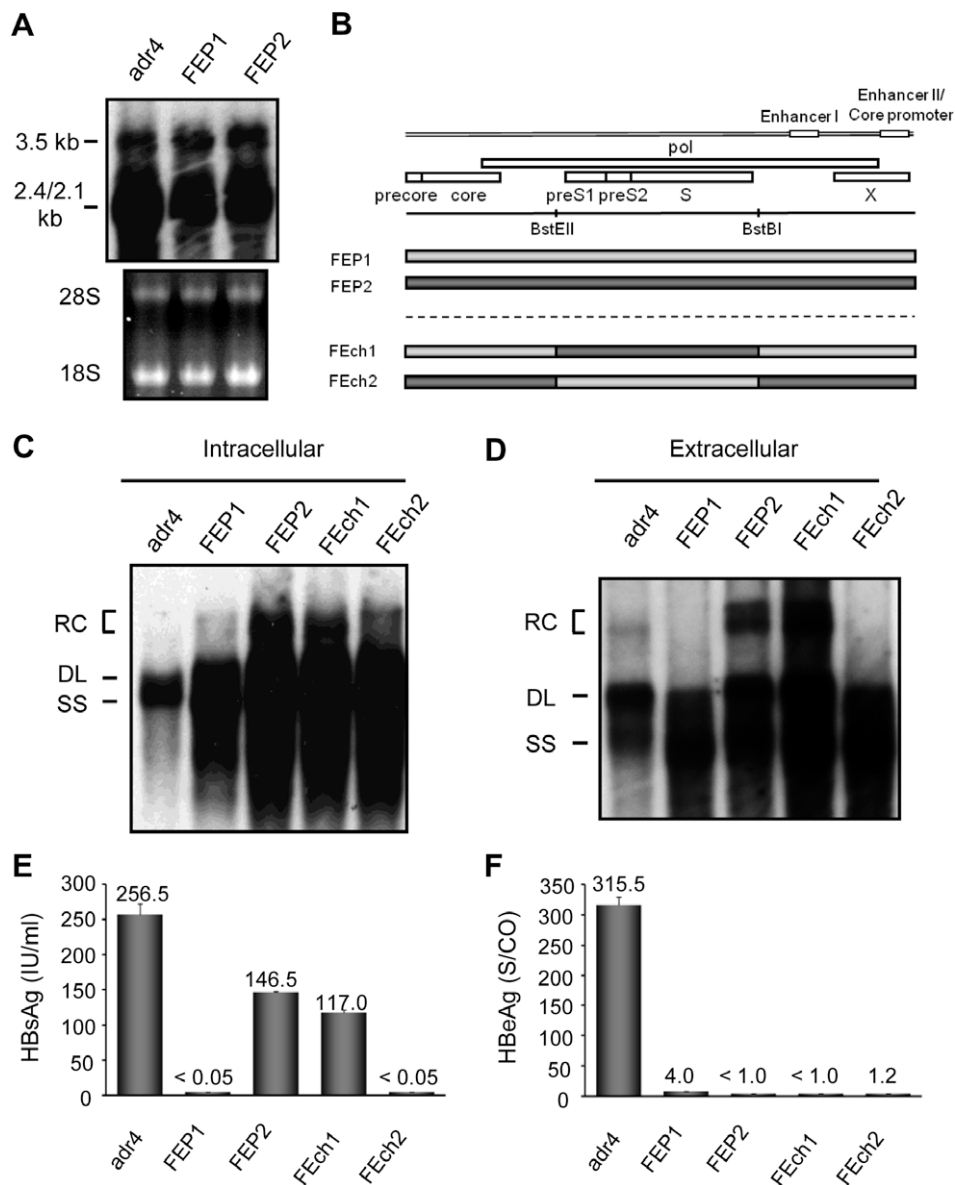 A
adr4
FEP1
FEP2
3.5 kb
2.4/2.1
kb
28S
18S
B
Enhancer I
Enhancer II/
Core promoter
pol
precore
core
preS1
preS2
S
X
BstEII
BstBI
FEP1
FEP2
FEch1
FEch2
C
Intracellular
adr4
FEP1
FEP2
FEch1
FEch2
RC
DL
SS
D
Extracellular
adr4
FEP1
FEP2
FEch1
FEch2
RC
DL
SS
E
HBsAg (IU/ml)
300
250
200
150
100
50
0
256.5
< 0.05
146.5
117.0
< 0.05
adr4
FEP1
FEP2
FEch1
FEch2
F
HBeAg (S/CO)
350
300
250
200
150
100
50
0
315.5
4.0
< 1.0
< 1.0
1.2
adr4
FEP1
FEP2
FEch1
FEch2